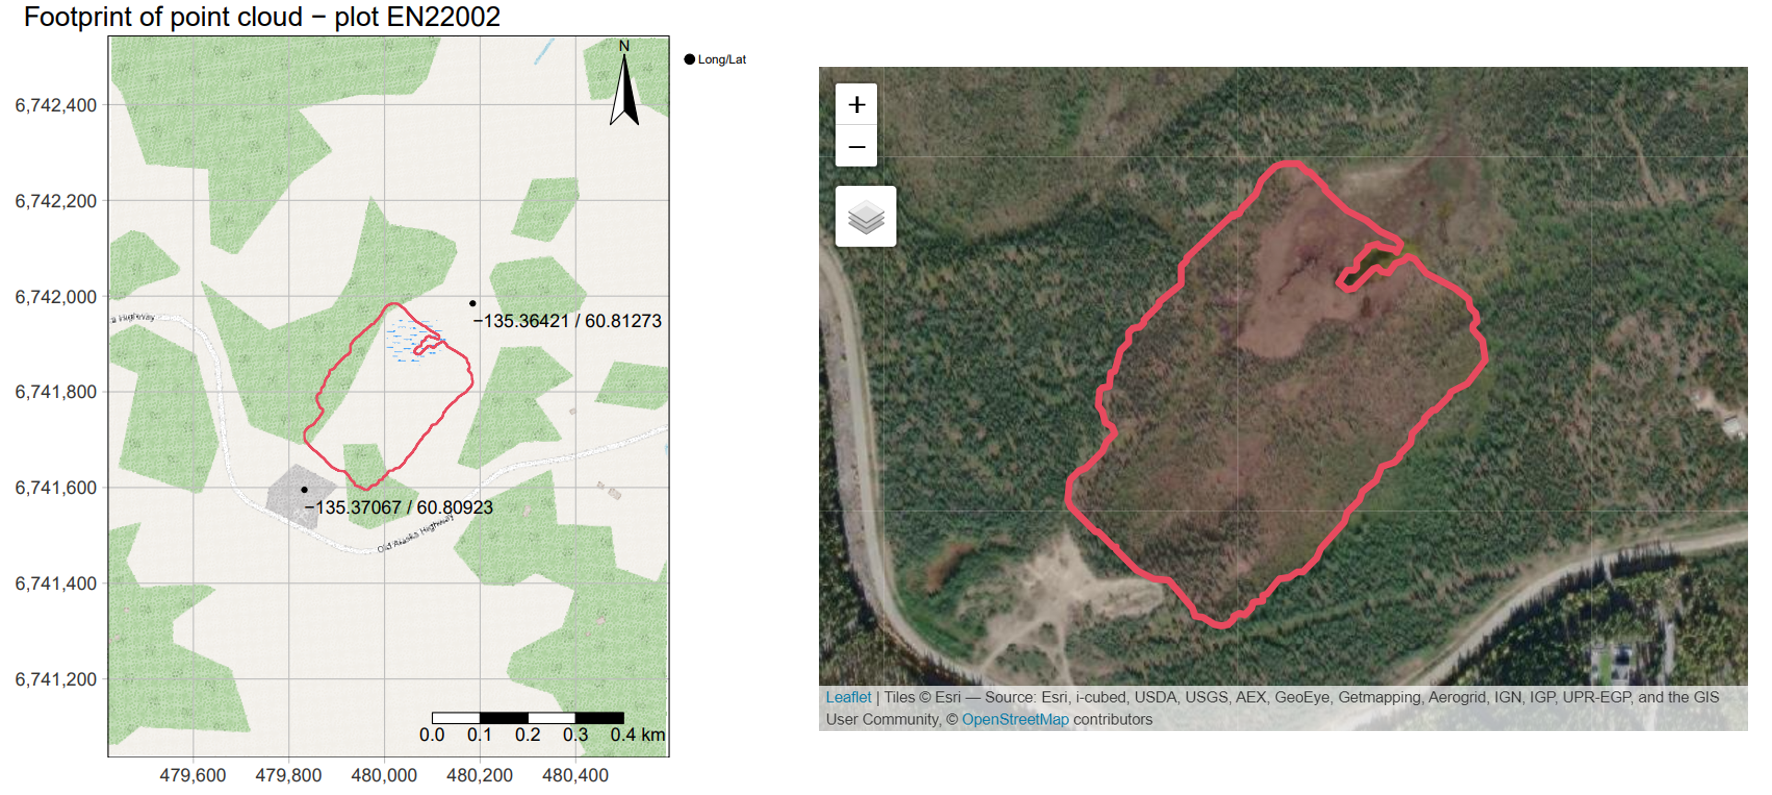 Footprint of point cloud − plot EN22002
N
Long/Lat
6,742,400
6,742,200
6,742,000
6,741,800
6,741,600
6,741,400
6,741,200
Highway
−135.36421 / 60.81273
−135.37067 / 60.80923
Old Alaska Highway
0.0 0.1 0.2 0.3 0.4 km
479,600 479,800 480,000 480,200 480,400
+
−
Leaflet | Tiles © Esri — Source: Esri, i-cubed, USDA, USGS, AEX, GeoEye, Getmapping, Aerogrid, IGN, IGP, UPR-EGP, and the GIS
User Community, © OpenStreetMap contributors